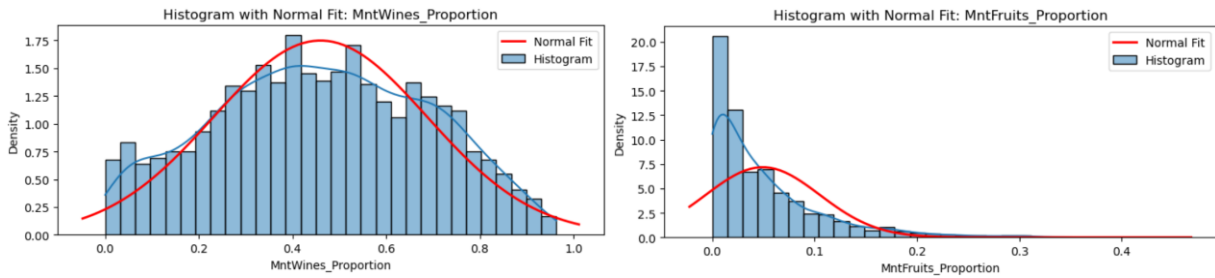 Histogram with Normal Fit: MntWines_Proportion
Normal Fit
Histogram
1.75
1.50
1.25
1.00
0.75
0.50
0.25
0.00
Density
0.0 0.2 0.4 0.6 0.8 1.0
MntWines_Proportion
Histogram with Normal Fit: MntFruits_Proportion
Normal Fit
Histogram
20.0
17.5
15.0
12.5
10.0
7.5
5.0
2.5
0.0
Density
0.0 0.1 0.2 0.3 0.4
MntFruits_Proportion